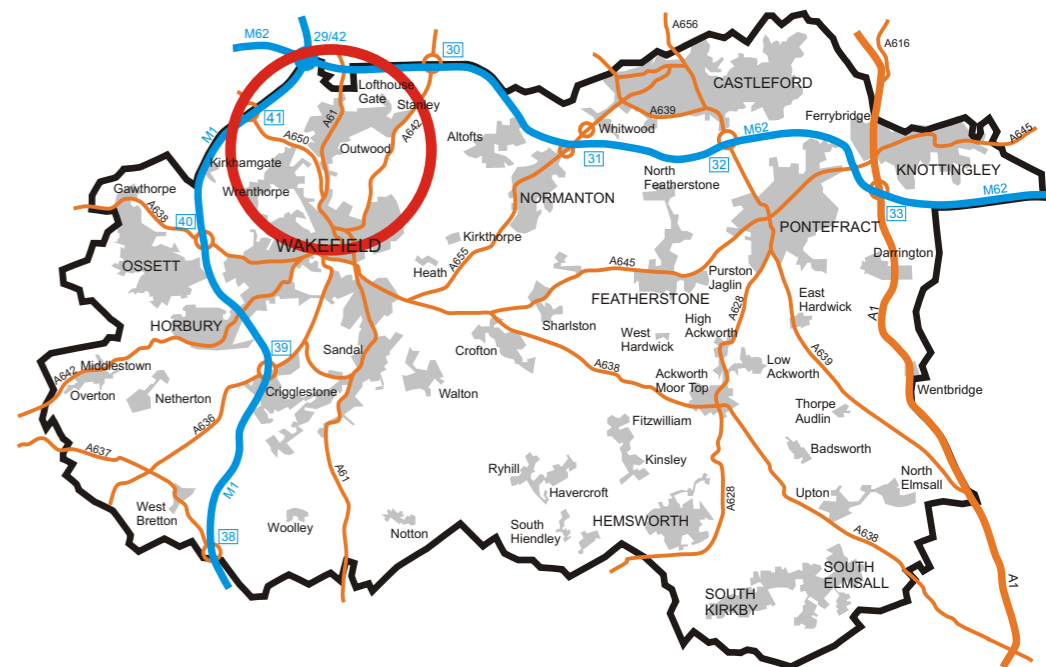 M62
29/42
30
A656
A616
Lofthouse
Gate
CASTLEFORD
Stanley
41
A61
A639
Ferrybridge
M1
A650
Outwood
A642
Altofts
Whitwood
M62
A645
Kirkhamgate
31
32
North
Featherstone
KNOTTINGLEY
Gawthorpe
Wrenthorpe
NORMANTON
M62
A638
40
33
WAKEFIELD
Kirkthorpe
PONTEFRACT
OSSETT
Heath
A655
A645
Purston
Jaglin
Darrington
FEATHERSTONE
A628
East
Hardwick
HORBURY
Sharlston
West
Hardwick
High
Ackworth
A1
39
Sandal
Crofton
A638
Low
Ackworth
A639
A642
Middlestown
Overton
Netherton
Crigglestone
Walton
Ackworth
Moor Top
Wentbridge
A636
Fitzwilliam
Thorpe
Audlin
A637
Kinsley
Badsworth
A61
Ryhill
M1
Havercroft
A628
Upton
North
Elmsall
West
Bretton
Woolley
Notton
South
Hiendley
HEMSWORTH
38
A638
SOUTH
ELMSALL
A1
SOUTH
KIRKBY